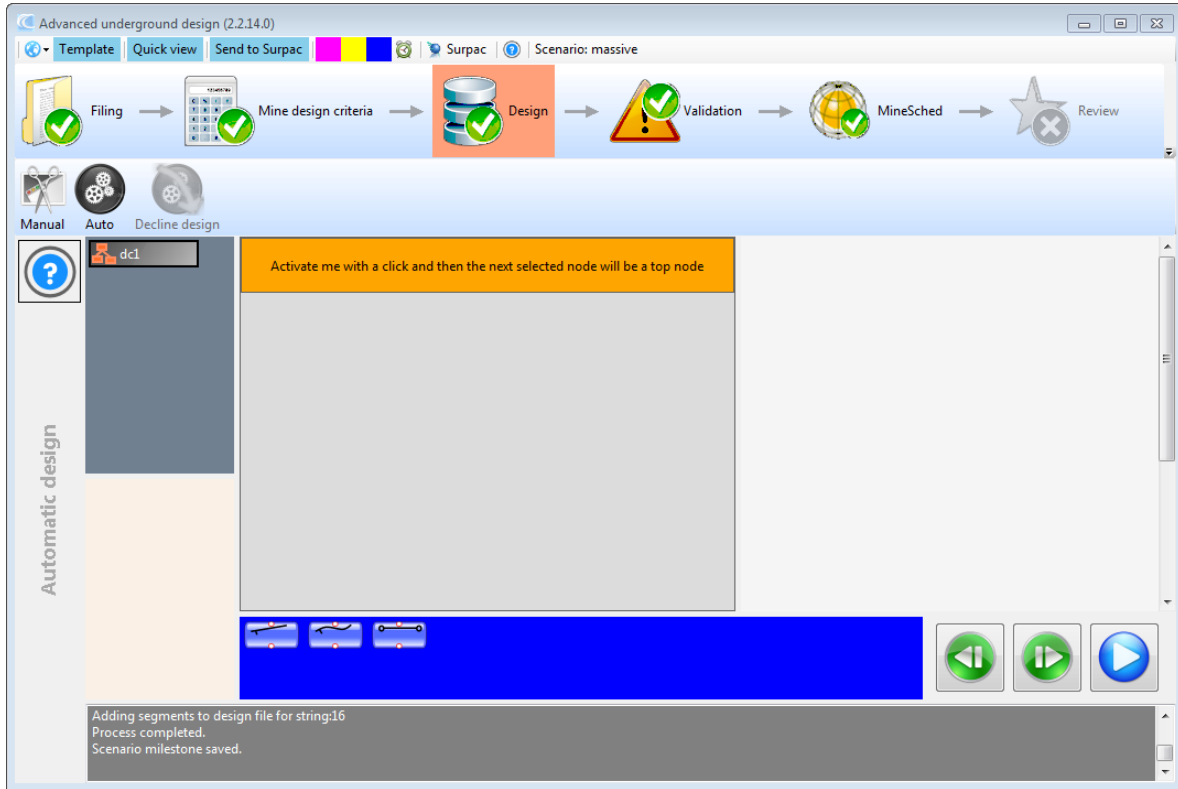 Advanced underground design (2.2.14.0)
Template Quick view Send to Surpac Surpac Scenario: massive
Filing Mine design criteria Design Validation MineSched Review
Manual Auto Decline design
dc1
Activate me with a click and then the next selected node will be a top node
Automatic design
Adding segments to design file for string:16
Process completed.
Scenario milestone saved.